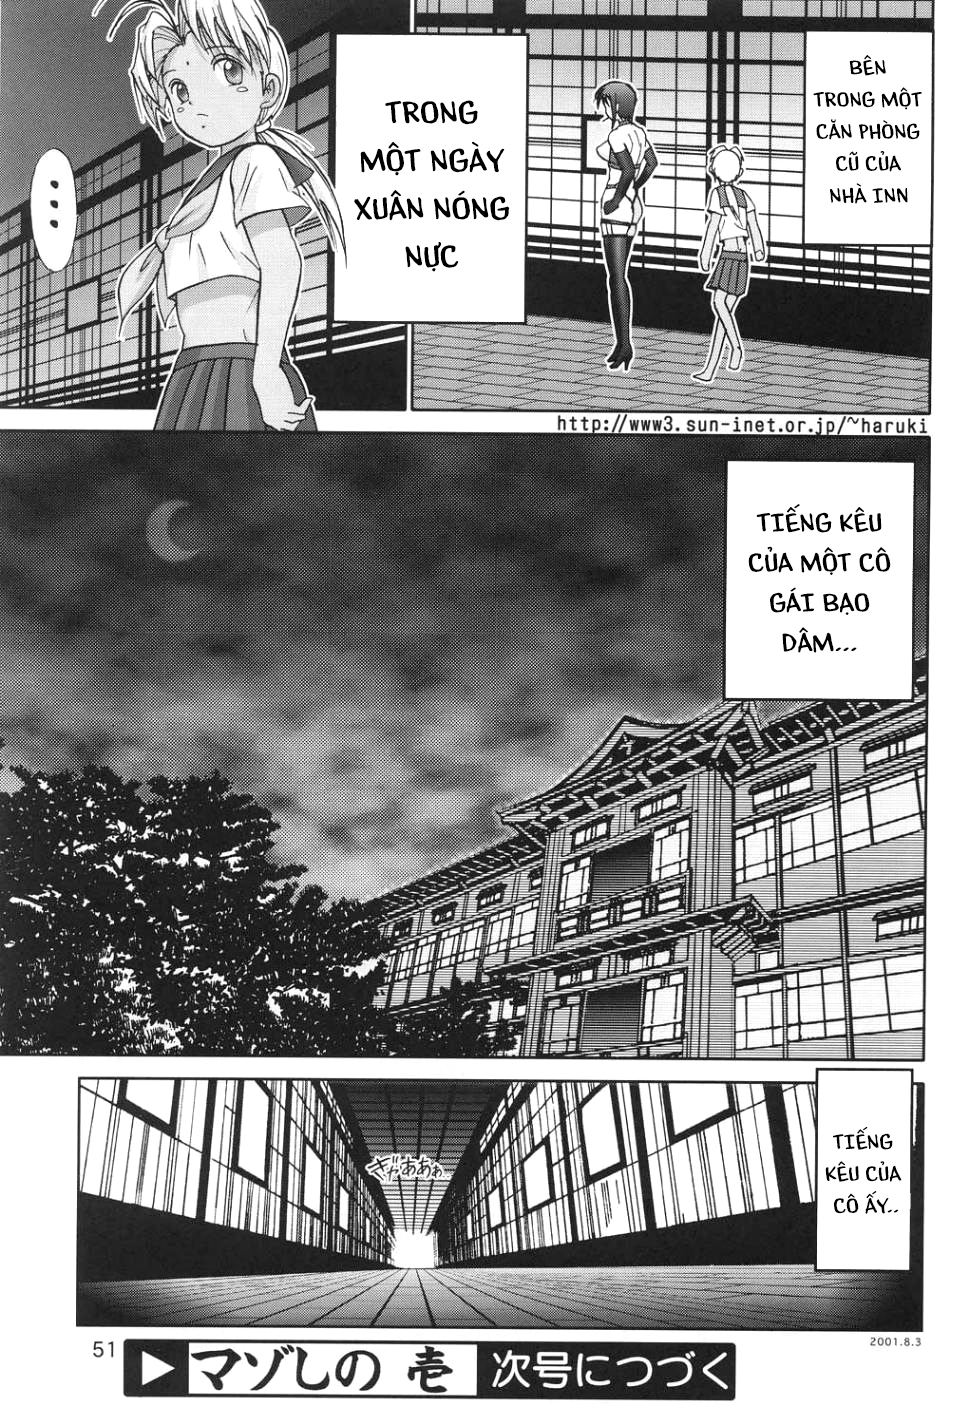 BÊN
TRONG MỘT
CĂN PHÒNG
CŨ CỦA
NHÀ INN
TRONG
MỘT NGÀY
XUÂN NÓNG
NỰC
http://www3.sun-inet.or.jp/~haruki
TIẾNG KÊU
CỦA MỘT CÔ
GÁI BẠO
DÂM...
TIẾNG
KÊU CỦA
CÔ ẤY..
ぎゃあああぁ
2001.8.3
51
マゾしの 壱 次号につづく